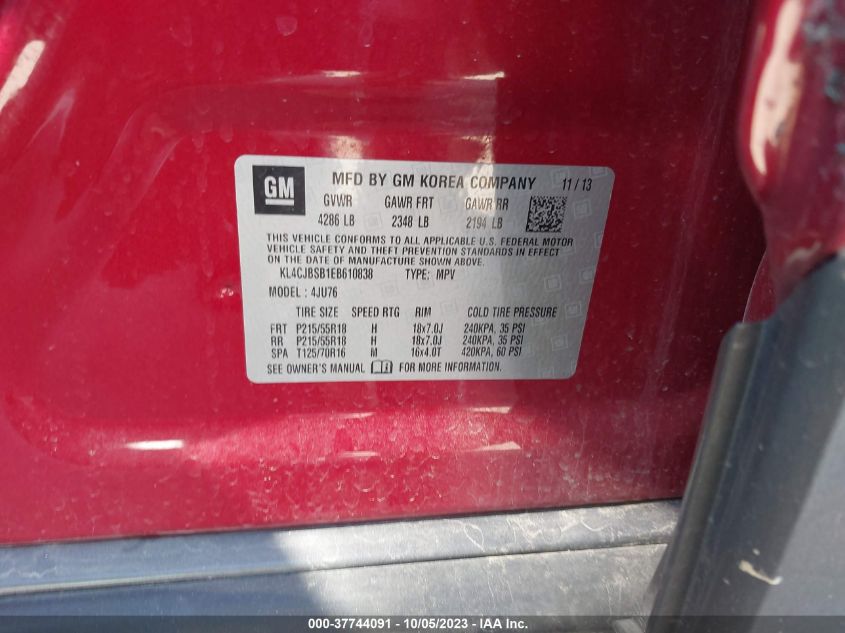 GM
MFD BY GM KOREA COMPANY 11/13
GVWR GAWR FRT GAWR RR
4286 LB 2348 LB 2194 LB
THIS VEHICLE CONFORMS TO ALL APPLICABLE U.S. FEDERAL MOTOR
VEHICLE SAFETY AND THEFT PREVENTION STANDARDS IN EFFECT
ON THE DATE OF MANUFACTURE SHOWN ABOVE.
KL4CJBSB1EB610838 TYPE: MPV
MODEL : 4JU76
TIRE SIZE SPEED RTG RIM COLD TIRE PRESSURE
FRT P215/55R18 H 18x7.0J 240KPA, 35 PSI
RR P215/55R18 H 18x7.0J 240KPA, 35 PSI
SPA T125/70R16 M 16x4.0T 420KPA, 60 PSI
SEE OWNER'S MANUAL FOR MORE INFORMATION.
000-37744091 - 10/05/2023 - IAA Inc.